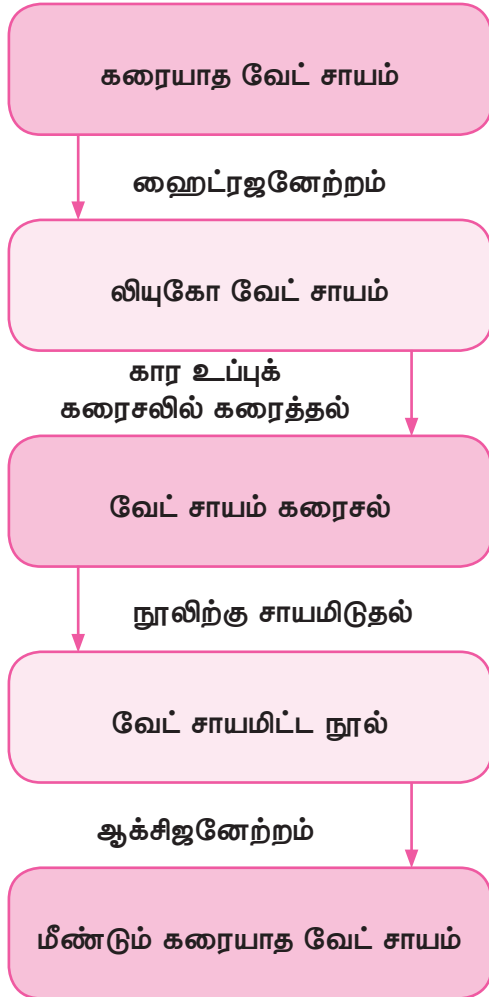 கரையாத வேட் சாயம்
ஹைட்ரஜனேற்றம்
லியுகோ வேட் சாயம்
கார உப்புக்
கரைசலில் கரைத்தல்
வேட் சாயம் கரைசல்
நூலிற்கு சாயமிடுதல்
வேட் சாயமிட்ட நூல்
ஆக்சிஜனேற்றம்
மீண்டும் கரையாத வேட் சாயம்